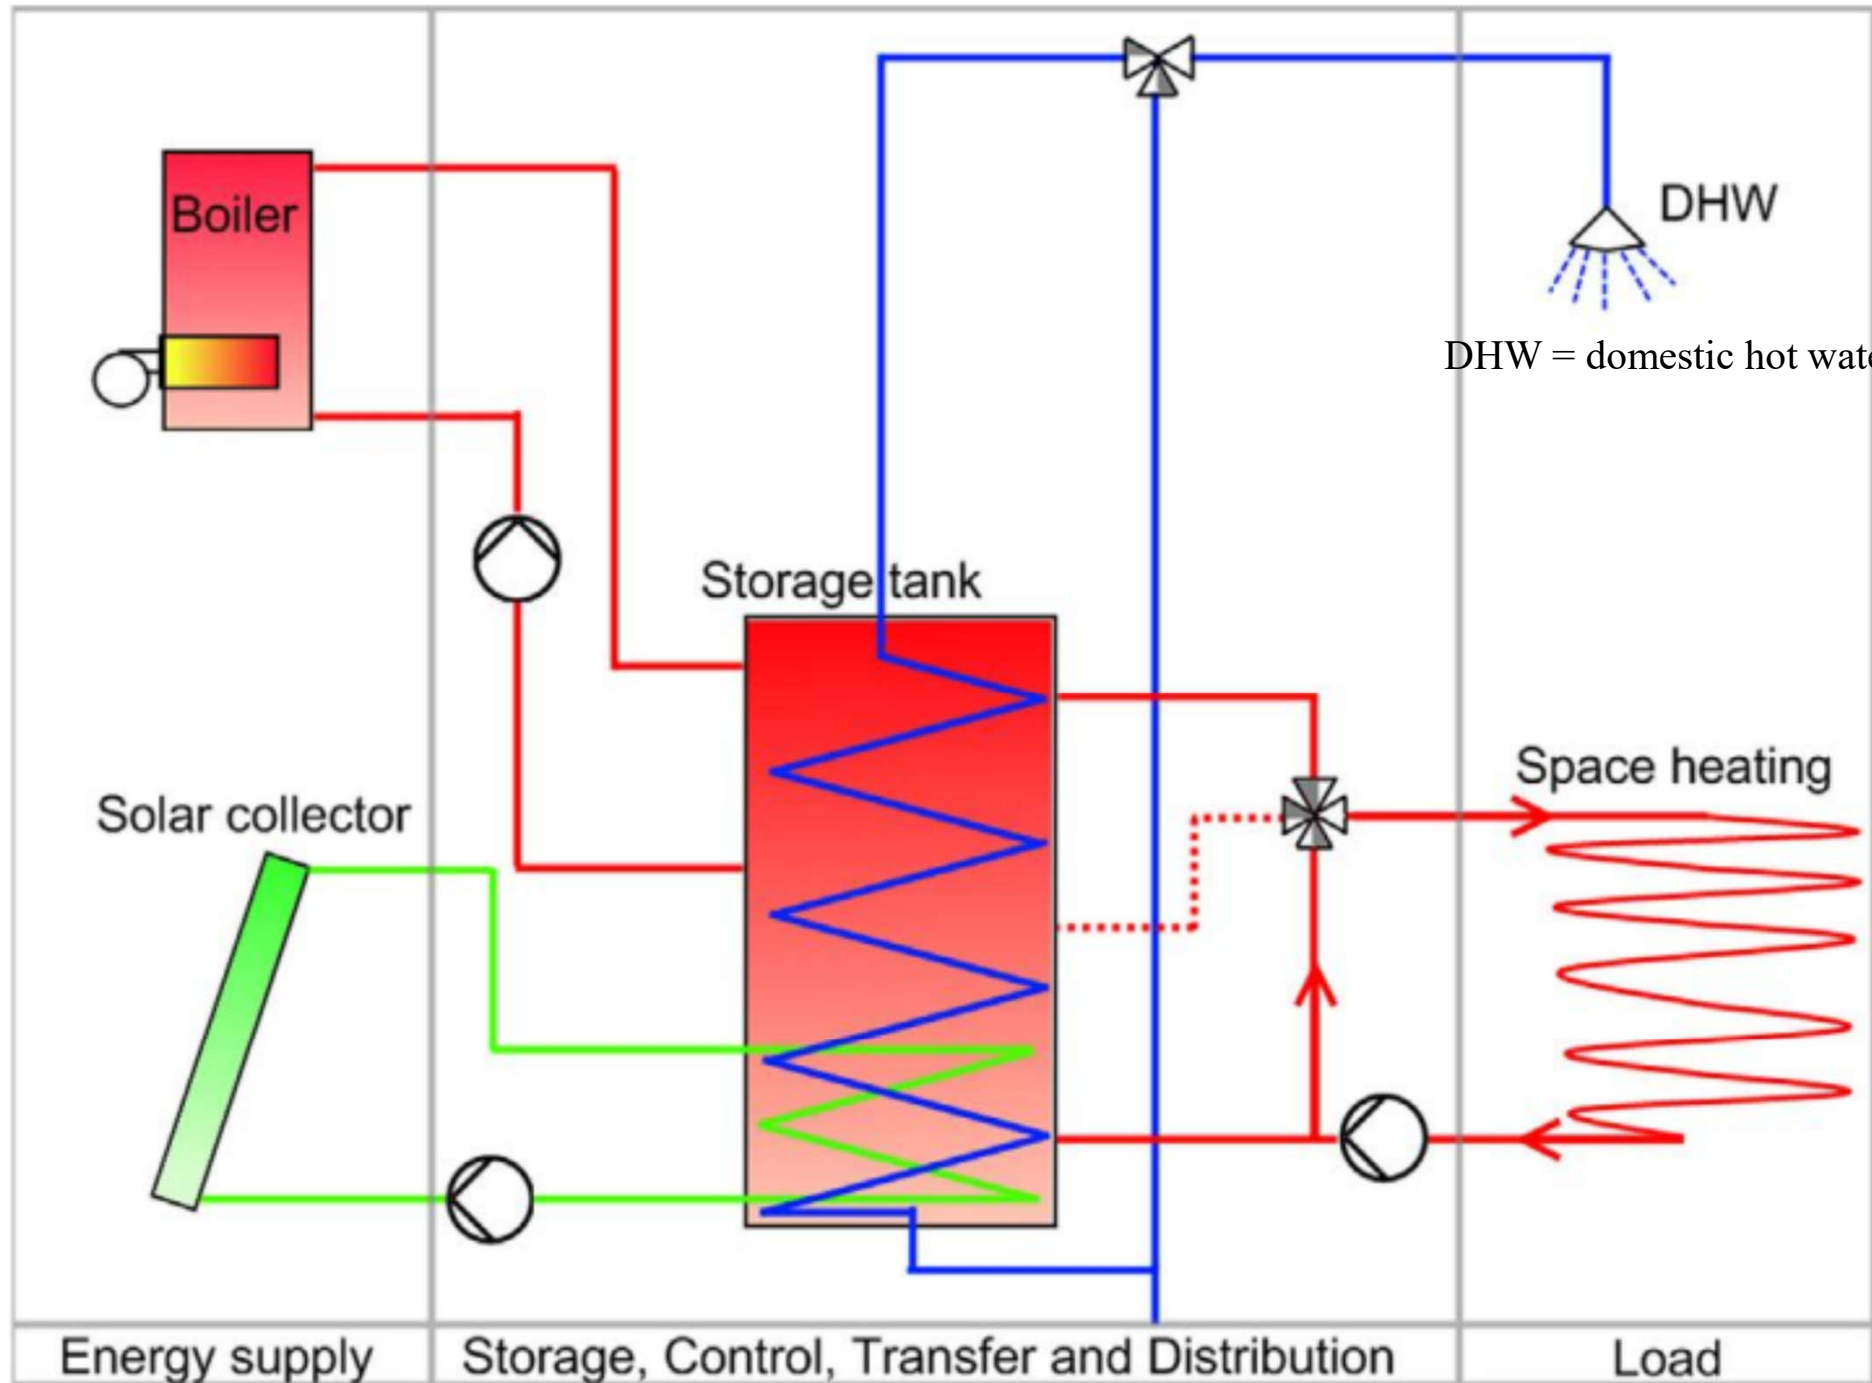 Boiler
DHW
DHW = domestic hot wate
Storage tank
Space heating
Solar collector
Energy supply
Storage, Control, Transfer and Distribution
Load